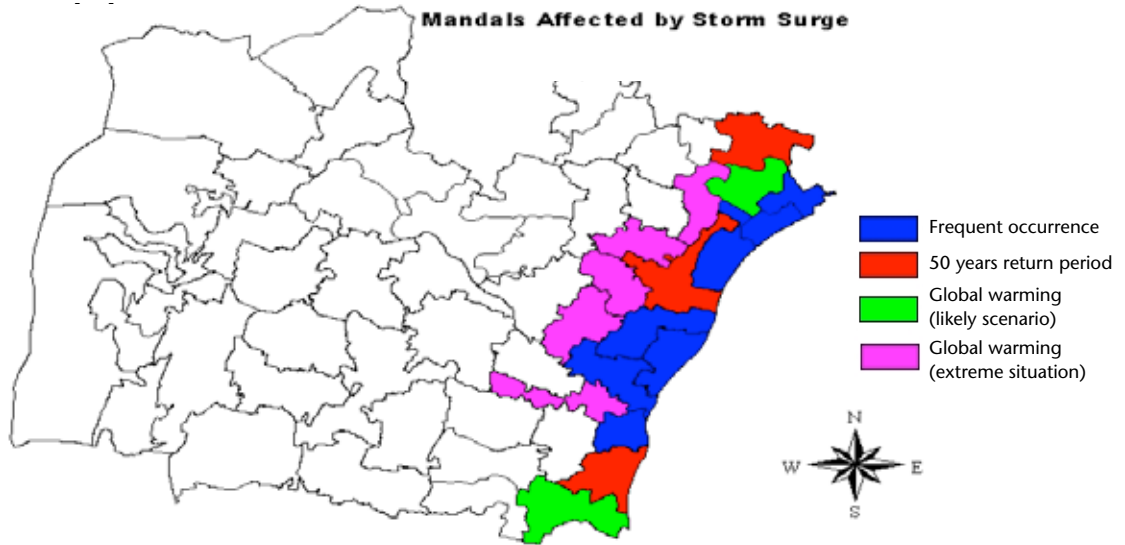 Mandals Affected by Storm Surge
Frequent occurrence
50 years return period
Global warming
(likely scenario)
Global warming
(extreme situation)
N
W E
S